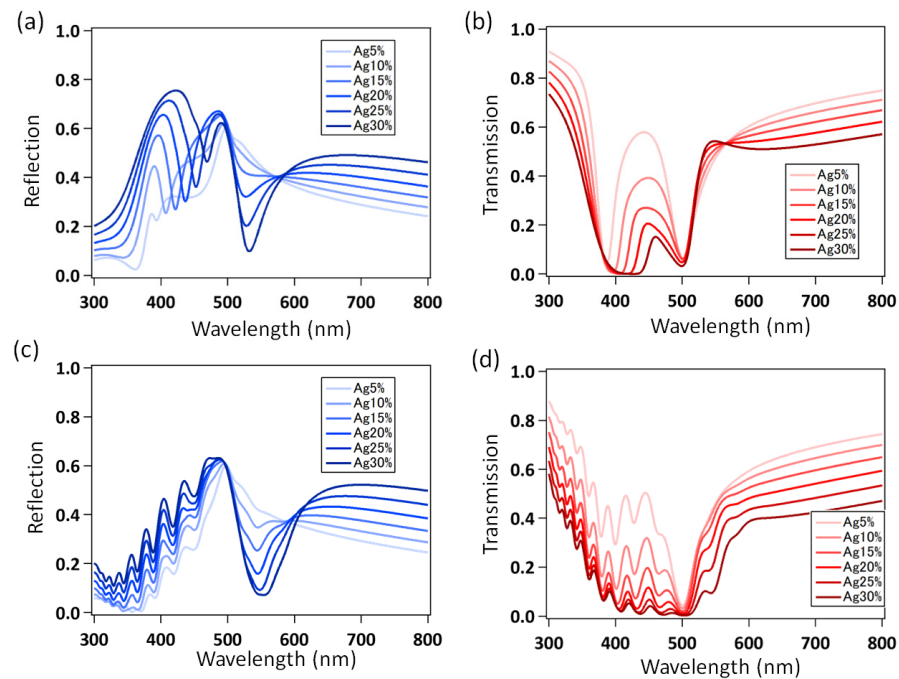 (a)
1.0
0.8
0.6
0.4
0.2
0.0
Reflection
Ag5%
Ag10%
Ag15%
Ag20%
Ag25%
Ag30%
300 400 500 600 700 800
Wavelength (nm)
(b)
1.0
0.8
0.6
0.4
0.2
0.0
Transmission
Ag5%
Ag10%
Ag15%
Ag20%
Ag25%
Ag30%
300 400 500 600 700 800
Wavelength (nm)
(c)
1.0
0.8
0.6
0.4
0.2
0.0
Reflection
Ag5%
Ag10%
Ag15%
Ag20%
Ag25%
Ag30%
300 400 500 600 700 800
Wavelength (nm)
(d)
1.0
0.8
0.6
0.4
0.2
0.0
Transmission
Ag5%
Ag10%
Ag15%
Ag20%
Ag25%
Ag30%
300 400 500 600 700 800
Wavelength (nm)